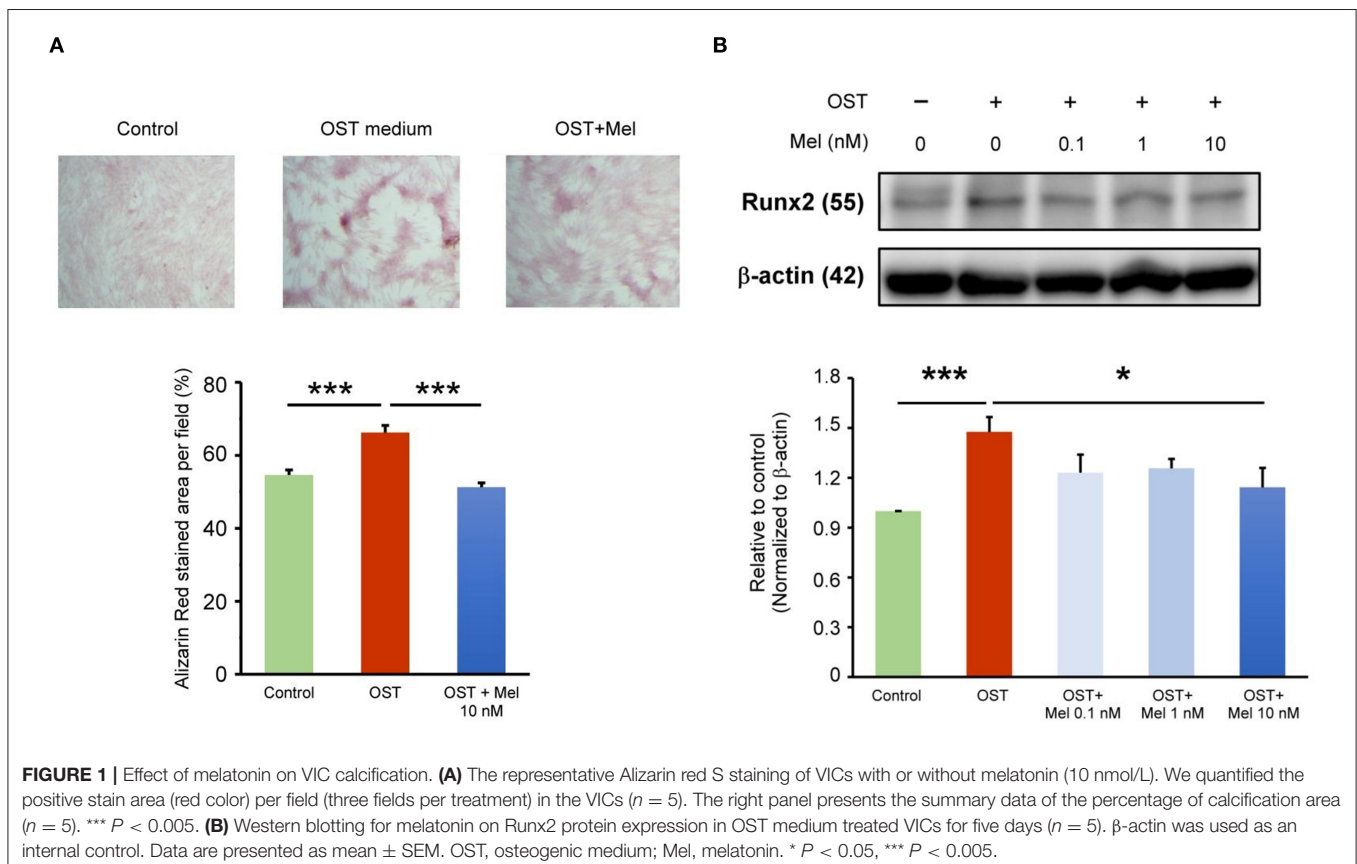 A
Control OST medium OST+Mel
Alizarin Red stained area per field (%)
80
60
40
20
0
*** ***
Control OST OST + Mel
10 nM
B
OST – + + + +
Mel (nM) 0 0 0.1 1 10
Runx2 (55)
β-actin (42)
Relative to control
(Normalized to β-actin)
1.8
1.5
1.2
0.9
0.6
0.3
0
*** *
Control OST OST+ OST+ OST+
Mel 0.1 nM Mel 1 nM Mel 10 nM
FIGURE 1 | Effect of melatonin on VIC calcification. (A) The representative Alizarin red S staining of VICs with or without melatonin (10 nmol/L). We quantified the
positive stain area (red color) per field (three fields per treatment) in the VICs (n = 5). The right panel presents the summary data of the percentage of calcification area
(n = 5). *** P < 0.005. (B) Western blotting for melatonin on Runx2 protein expression in OST medium treated VICs for five days (n = 5). β-actin was used as an
internal control. Data are presented as mean ± SEM. OST, osteogenic medium; Mel, melatonin. * P < 0.05, *** P < 0.005.